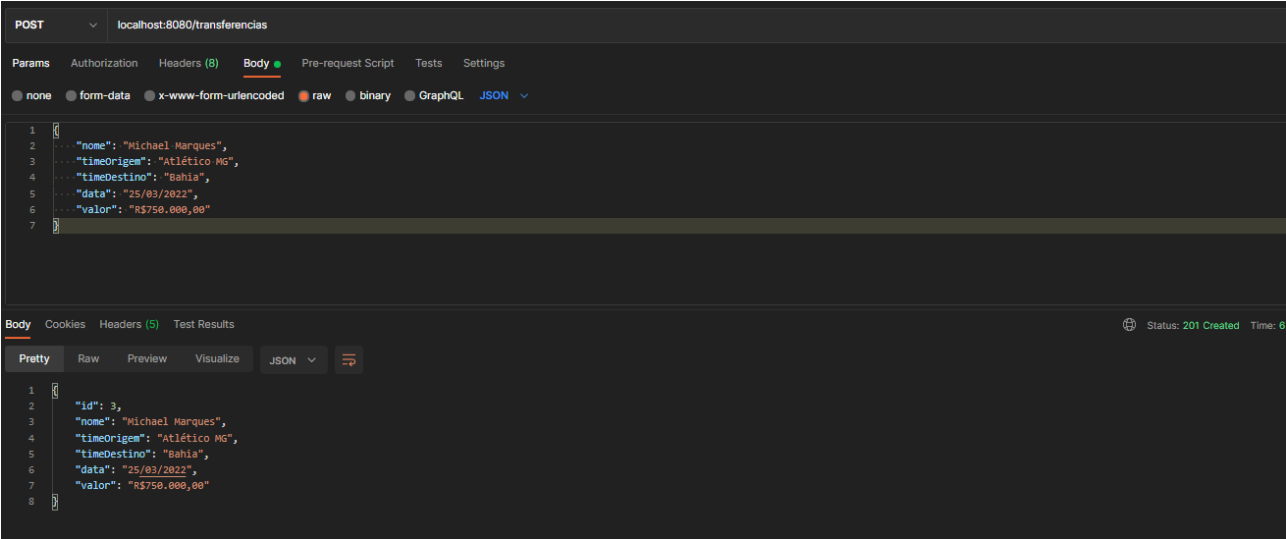 POST localhost:8080/transferencias
Params Authorization Headers (8) Body Pre-request Script Tests Settings
none form-data x-www-form-urlencoded raw binary GraphQL JSON
1 {
2 ····"nome": "Michael Marques",
3 ····"timeOrigem": "Atlético MG",
4 ····"timeDestino": "Bahia",
5 ····"data": "25/03/2022",
6 ····"valor": "R$750.000,00"
7 }
Body Cookies Headers (5) Test Results Status: 201 Created Time: 6
Pretty Raw Preview Visualize JSON
1 {
2 "id": 3,
3 "nome": "Michael Marques",
4 "timeOrigem": "Atlético MG",
5 "timeDestino": "Bahia",
6 "data": "25/03/2022",
7 "valor": "R$750.000,00"
8 }